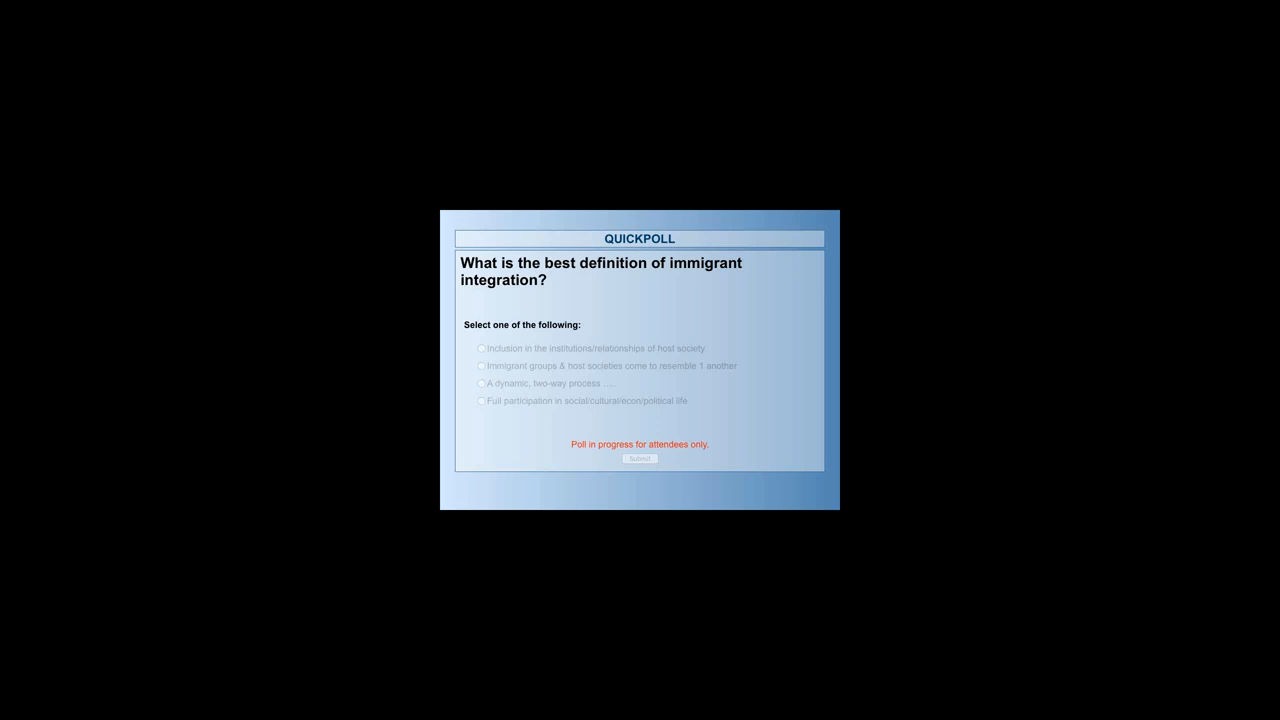 QUICKPOLL
What is the best definition of immigrant
integration?
Select one of the following:
Inclusion in the institutions/relationships of host society
Immigrant groups & host societies come to resemble 1 another
A dynamic, two-way process .....
Full participation in social/cultural/econ/political life
Poll in progress for attendees only.
Submit